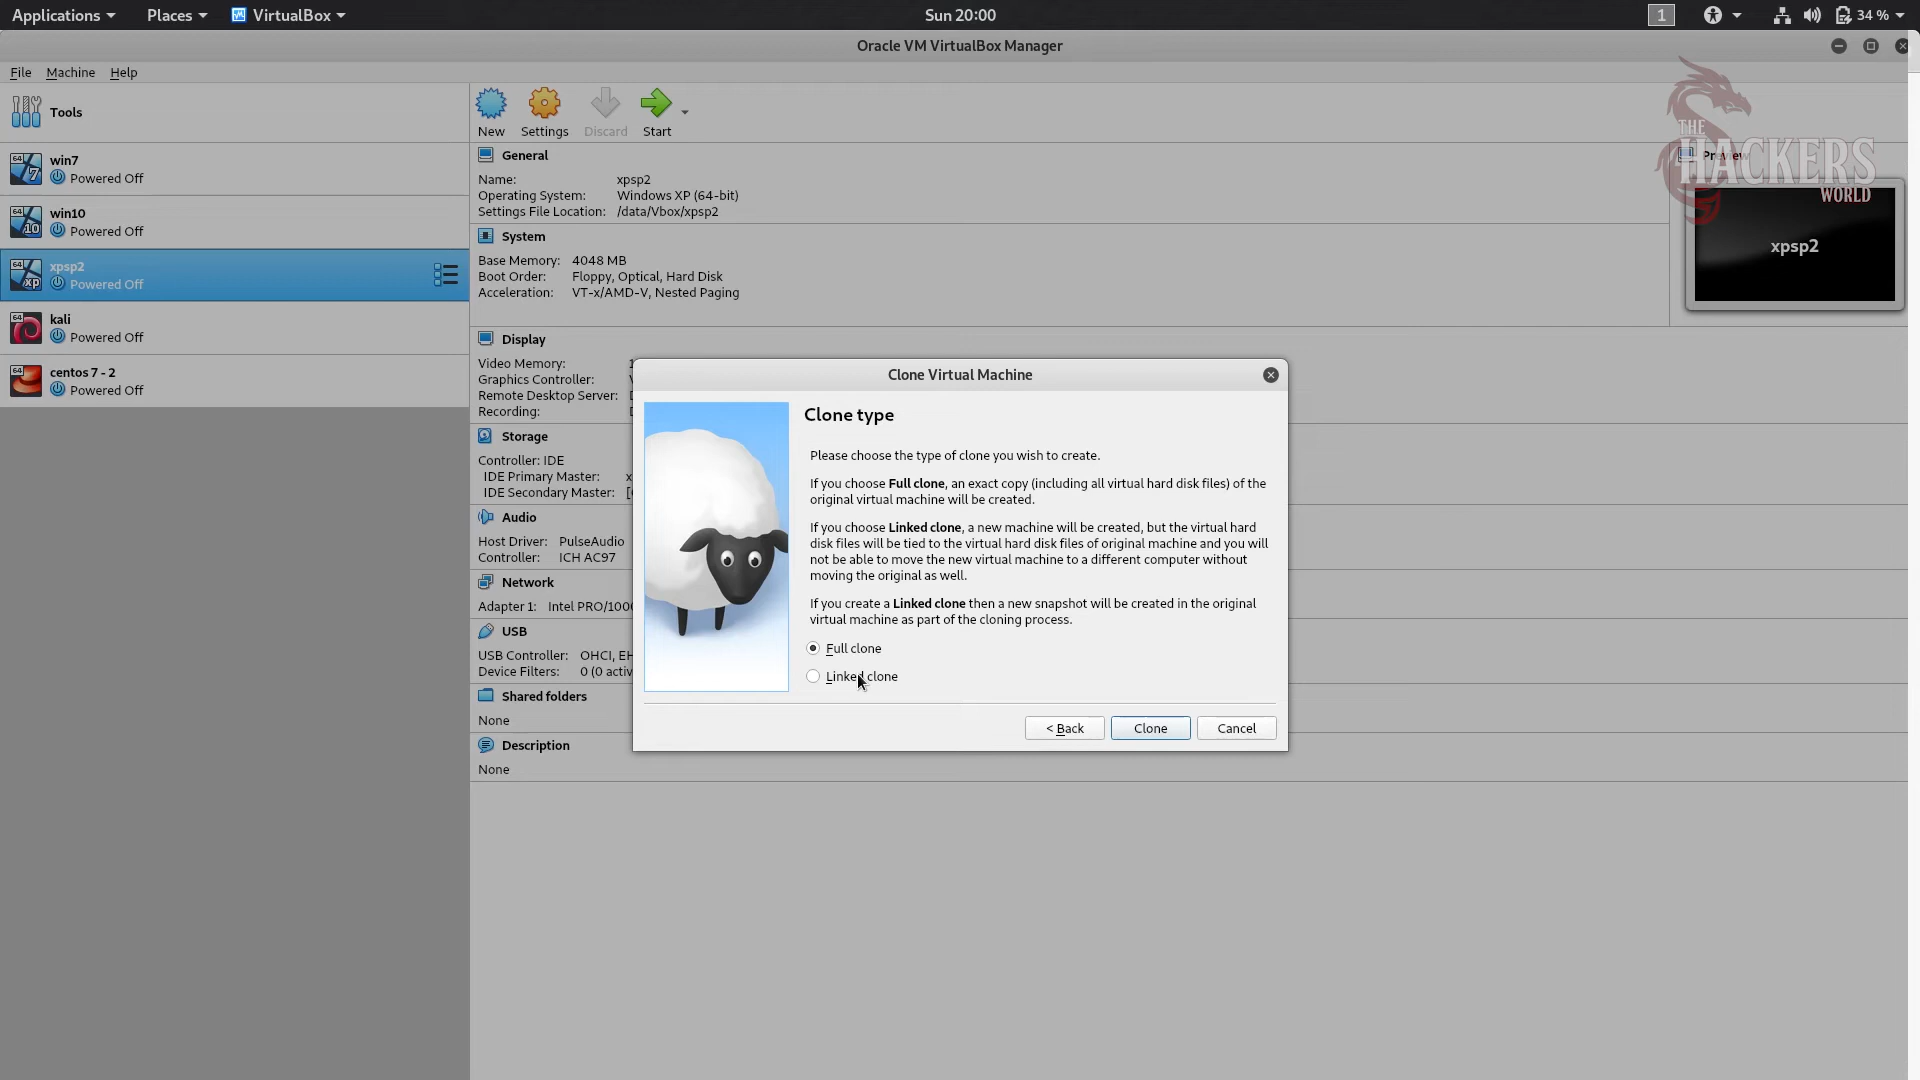 Applications
Places
VirtualBox
Sun 20:00
1
34 %
Oracle VM VirtualBox Manager
File
Machine
Help
Tools
New
Settings
Discard
Start
win7
Powered Off
win10
Powered Off
xpsp2
Powered Off
kali
Powered Off
centos 7 - 2
Powered Off
General
Name: xpsp2
Operating System: Windows XP (64-bit)
Settings File Location: /data/Vbox/xpsp2
System
Base Memory: 4048 MB
Boot Order: Floppy, Optical, Hard Disk
Acceleration: VT-x/AMD-V, Nested Paging
Preview
THE
HACKERS
WORLD
xpsp2
Display
Video Memory: 1
Graphics Controller:
Remote Desktop Server:
Recording:
Storage
Controller: IDE
IDE Primary Master: x
IDE Secondary Master: [
Audio
Host Driver: PulseAudio
Controller: ICH AC97
Network
Adapter 1: Intel PRO/100
USB
USB Controller: OHCI, EH
Device Filters: 0 (0 activ
Shared folders
None
Description
None
Clone Virtual Machine
Clone type
Please choose the type of clone you wish to create.
If you choose Full clone, an exact copy (including all virtual hard disk files) of the
original virtual machine will be created.
If you choose Linked clone, a new machine will be created, but the virtual hard
disk files will be tied to the virtual hard disk files of original machine and you will
not be able to move the new virtual machine to a different computer without
moving the original as well.
If you create a Linked clone then a new snapshot will be created in the original
virtual machine as part of the cloning process.
Full clone
Linked clone
< Back
Clone
Cancel